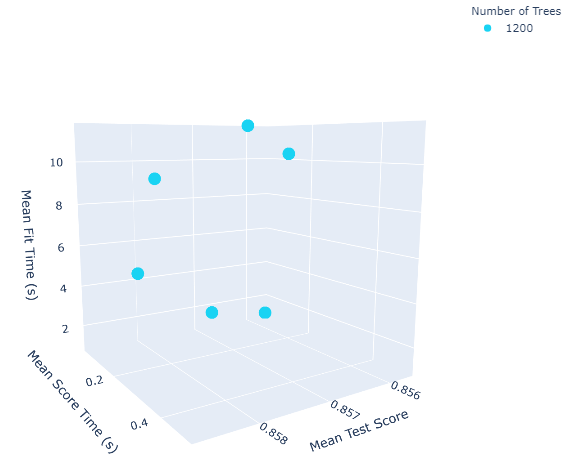 Number of Trees
1200
10
8
6
4
2
Mean Fit Time (s)
0.2
0.4
Mean Score Time (s)
0.858
0.857
0.856
Mean Test Score